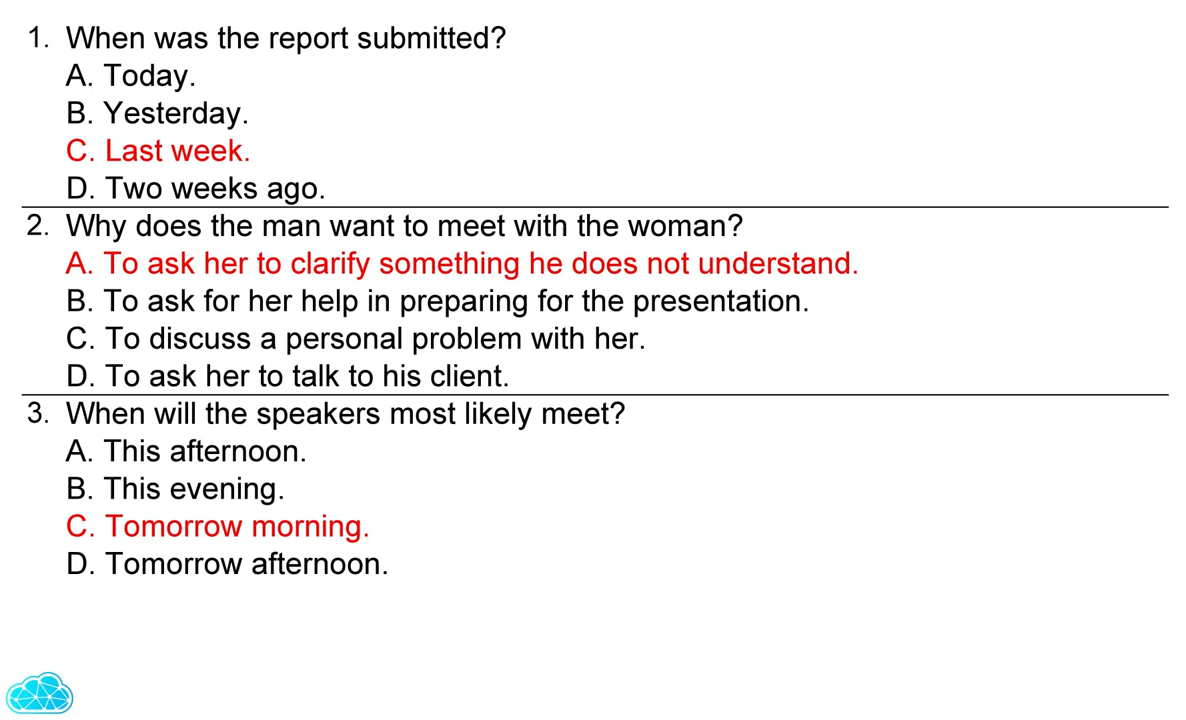 1. When was the report submitted?
A. Today.
B. Yesterday.
C. Last week.
D. Two weeks ago.
2. Why does the man want to meet with the woman?
A. To ask her to clarify something he does not understand.
B. To ask for her help in preparing for the presentation.
C. To discuss a personal problem with her.
D. To ask her to talk to his client.
3. When will the speakers most likely meet?
A. This afternoon.
B. This evening.
C. Tomorrow morning.
D. Tomorrow afternoon.